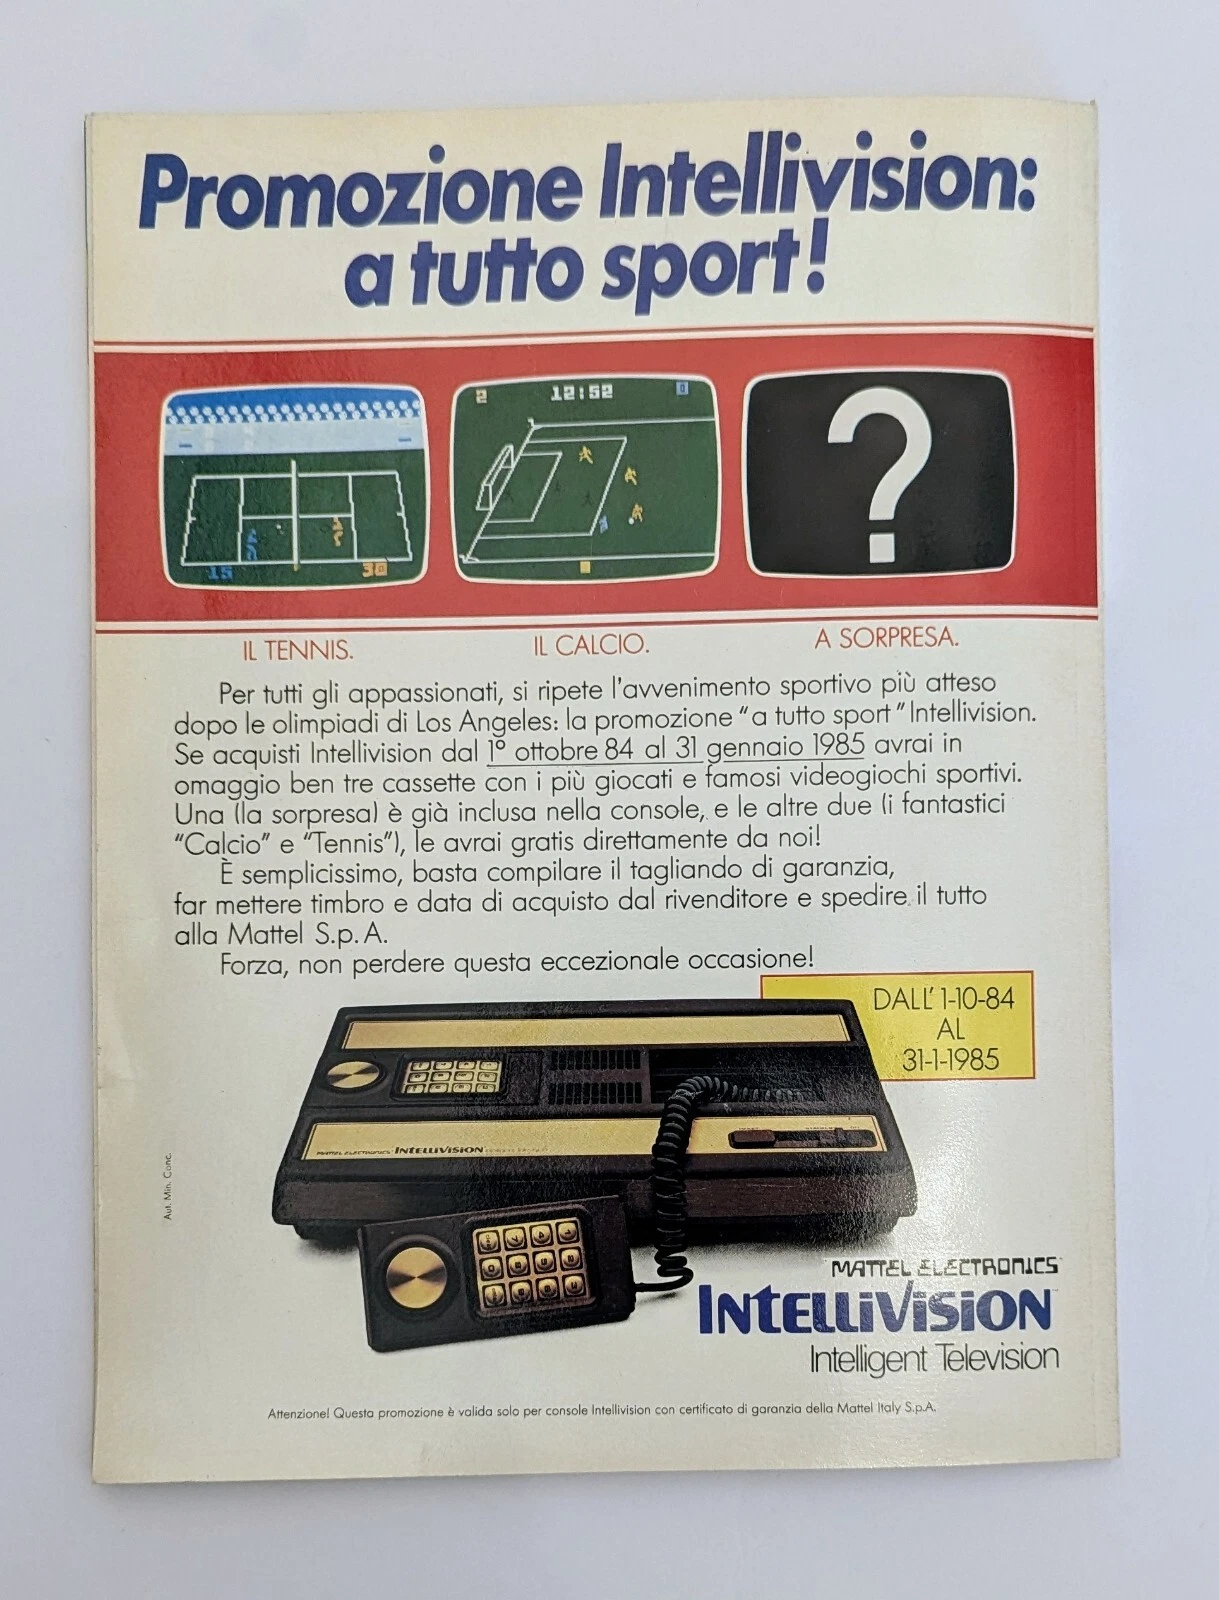 Promozione Intellivision:
a tutto sport!
2 12:52 0
15 30
?
IL TENNIS. IL CALCIO. A SORPRESA.
Per tutti gli appassionati, si ripete l'avvenimento sportivo più atteso
dopo le olimpiadi di Los Angeles: la promozione "a tutto sport" Intellivision.
Se acquisti Intellivision dal 1° ottobre 84 al 31 gennaio 1985 avrai in
omaggio ben tre cassette con i più giocati e famosi videogiochi sportivi.
Una (la sorpresa) è già inclusa nella console, e le altre due (i fantastici
"Calcio" e "Tennis"), le avrai gratis direttamente da noi!
È semplicissimo, basta compilare il tagliando di garanzia,
far mettere timbro e data di acquisto dal rivenditore e spedire il tutto
alla Mattel S.p.A.
Forza, non perdere questa eccezionale occasione!
DALL' 1-10-84
AL
31-1-1985
MATTEL ELECTRONICS INTELLIVISION
Aut. Min. Conc.
MATTEL ELECTRONICS
INTELLIVISION
Intelligent Television
Attenzione! Questa promozione è valida solo per console Intellivision con certificato di garanzia della Mattel Italy S.p.A.